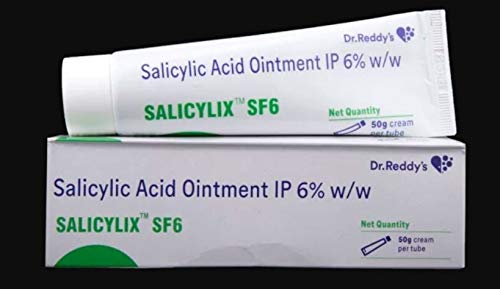 Dr.Reddy's
Salicylic Acid Ointment IP 6% w/w
SALICYLIX™ SF6
Net Quantity
50g cream
per tube
Dr.Reddy's
Salicylic Acid Ointment IP 6% w/w
SALICYLIX™ SF6
Net Quantity
50g cream
per tube